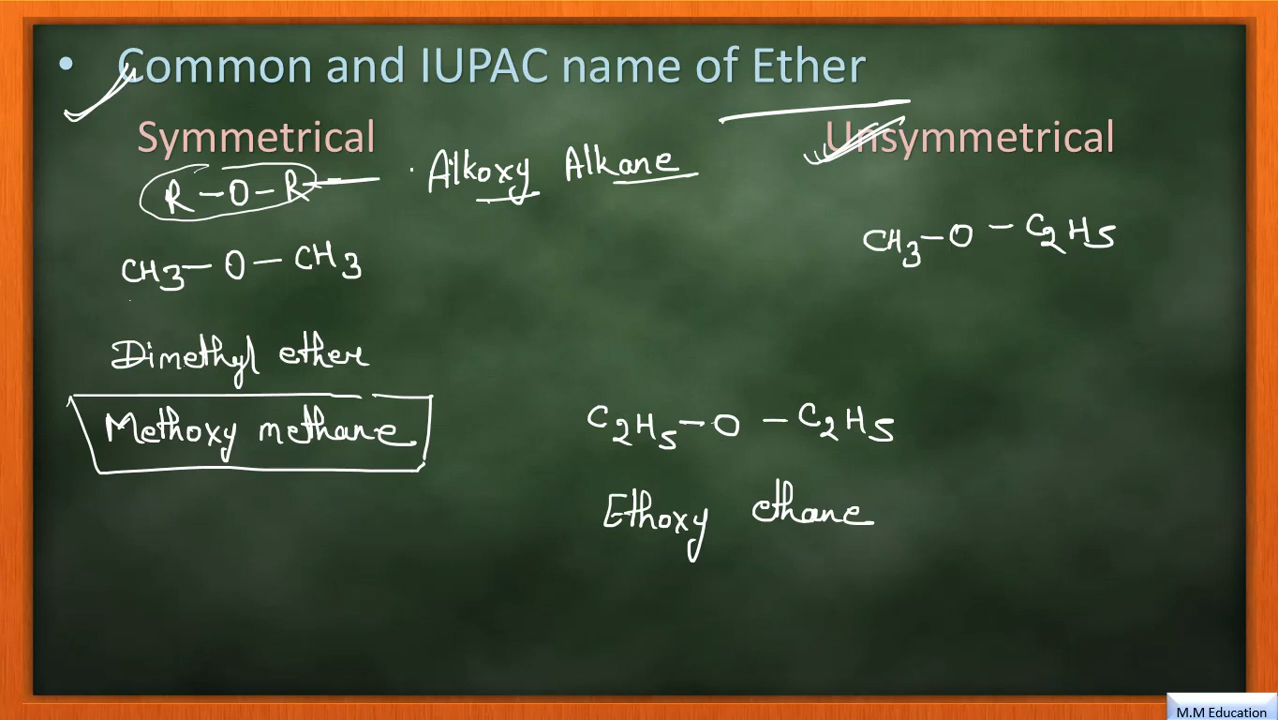 • Common and IUPAC name of Ether
Symmetrical
Unsymmetrical
R-O-R
· Alkoxy Alkane
CH3-O-CH3
CH3-O-C2H5
Dimethyl ether
Methoxy methane
C2H5-O-C2H5
Ethoxy ethane
M.M Education